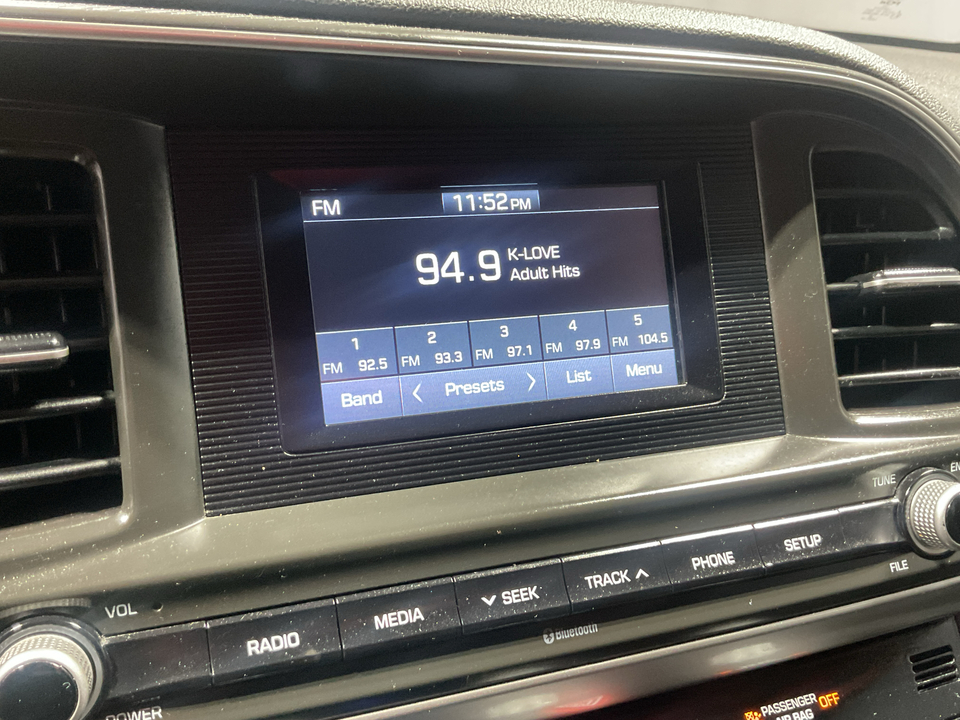 FM
11:52 PM
94.9
K-LOVE
Adult Hits
1
FM 92.5
2
FM 93.3
3
FM 97.1
4
FM 97.9
5
FM 104.5
Band
< Presets >
List
Menu
TUNE
FILE
VOL
RADIO
MEDIA
SEEK
TRACK
PHONE
SETUP
Bluetooth
POWER
PASSENGER
AIR BAG
OFF